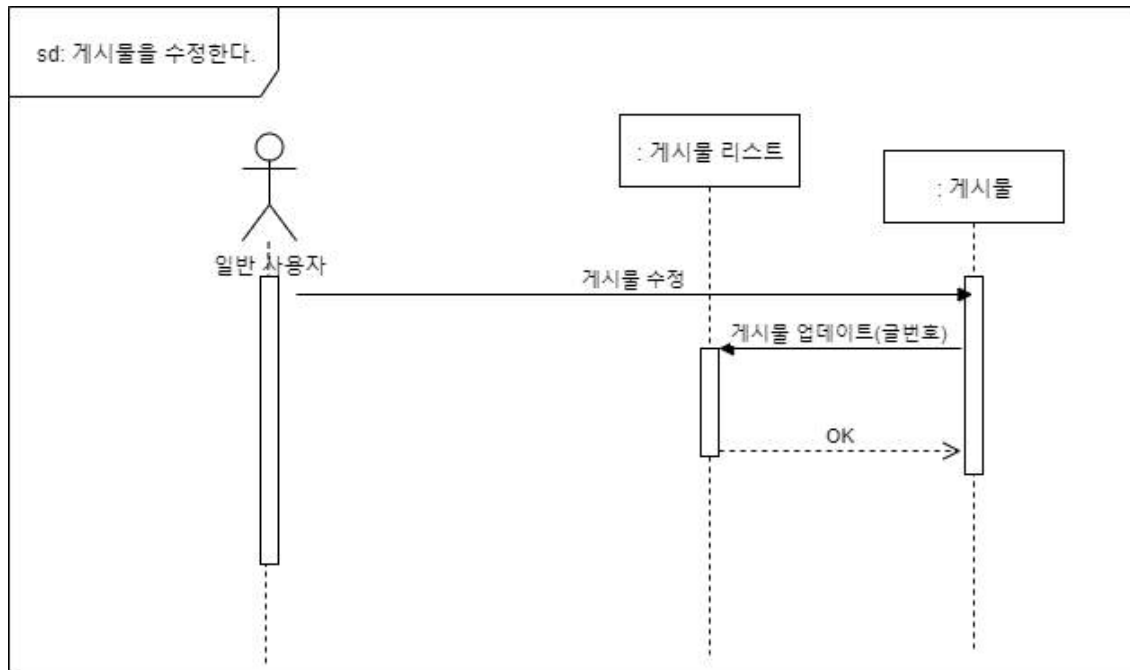 sd: 게시물을 수정한다.
: 게시물 리스트
: 게시물
일반 사용자
게시물 수정
게시물 업데이트(글번호)
OK